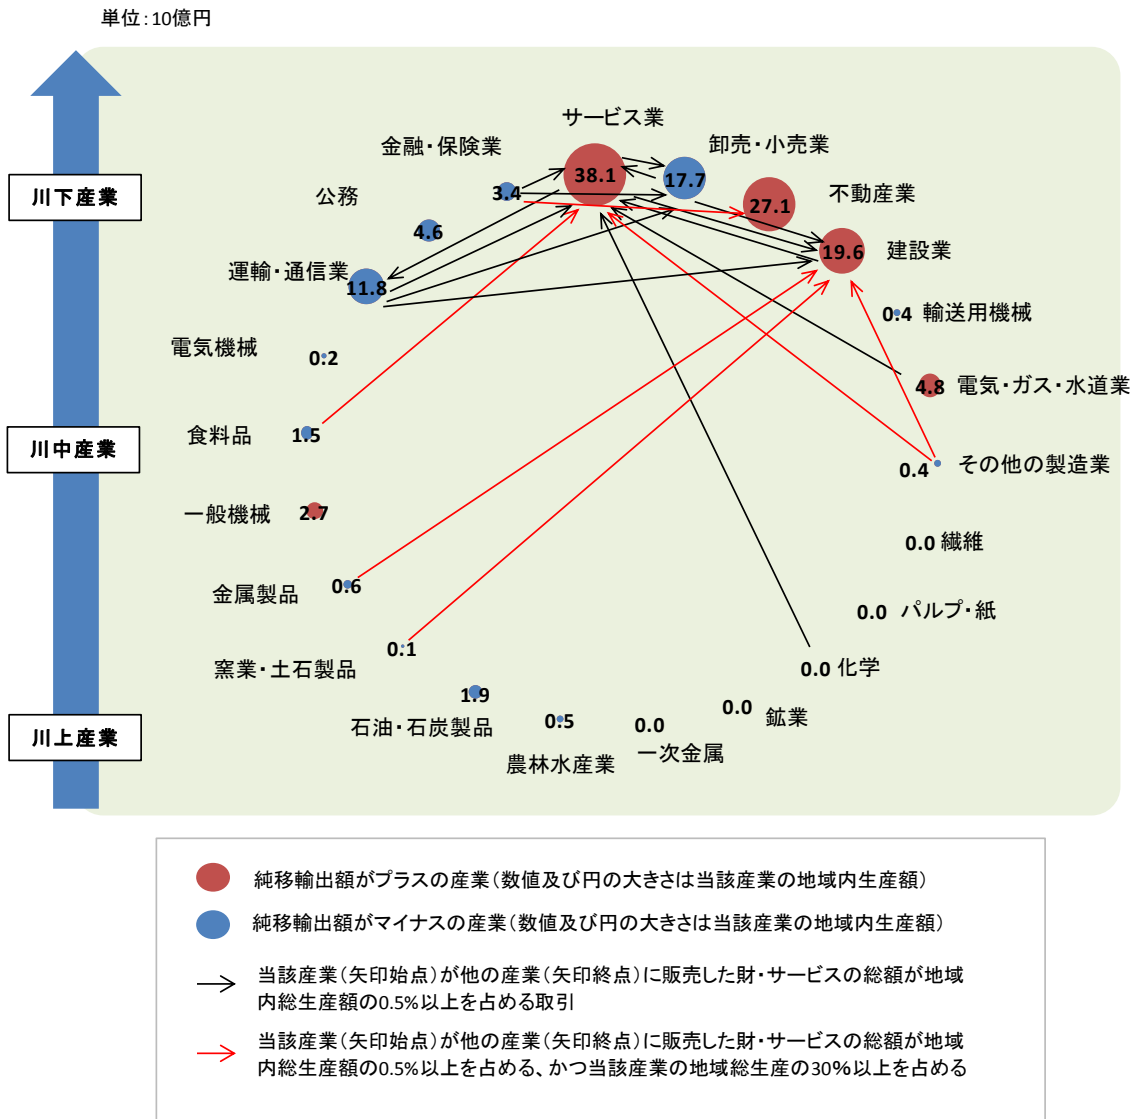 単位：10億円
サービス業
金融・保険業
卸売・小売業
38.1
17.7
川下産業
公務
3.4
不動産業
27.1
4.6
建設業
19.6
運輸・通信業
11.8
0.4 輸送用機械
電気機械
0.2
4.8 電気・ガス・水道業
川中産業
食料品
1.5
0.4 その他の製造業
一般機械
2.7
0.0 繊維
金属製品
0.6
0.0 パルプ・紙
窯業・土石製品
0.1
0.0 化学
川上産業
石油・石炭製品
1.9
農林水産業
0.5
0.0
一次金属
0.0
鉱業
純移輸出額がプラスの産業（数値及び円の大きさは当該産業の地域内生産額）
純移輸出額がマイナスの産業（数値及び円の大きさは当該産業の地域内生産額）
当該産業（矢印始点）が他の産業（矢印終点）に販売した財・サービスの総額が地域
内総生産額の0.5%以上を占める取引
当該産業（矢印始点）が他の産業（矢印終点）に販売した財・サービスの総額が地域
内総生産額の0.5%以上を占める、かつ当該産業の地域総生産の30%以上を占める